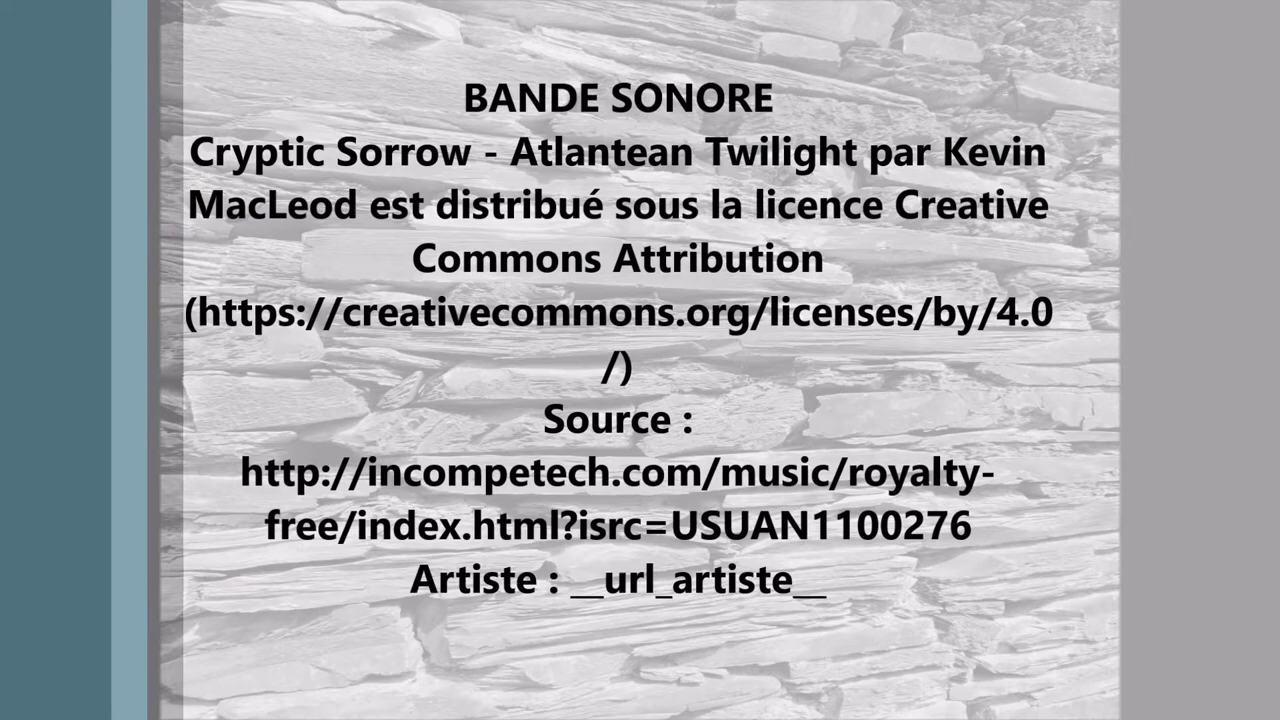 BANDE SONORE
Cryptic Sorrow - Atlantean Twilight par Kevin
MacLeod est distribué sous la licence Creative
Commons Attribution
(https://creativecommons.org/licenses/by/4.0
/)
Source :
http://incompetech.com/music/royalty-
free/index.html?isrc=USUAN1100276
Artiste : __url_artiste__